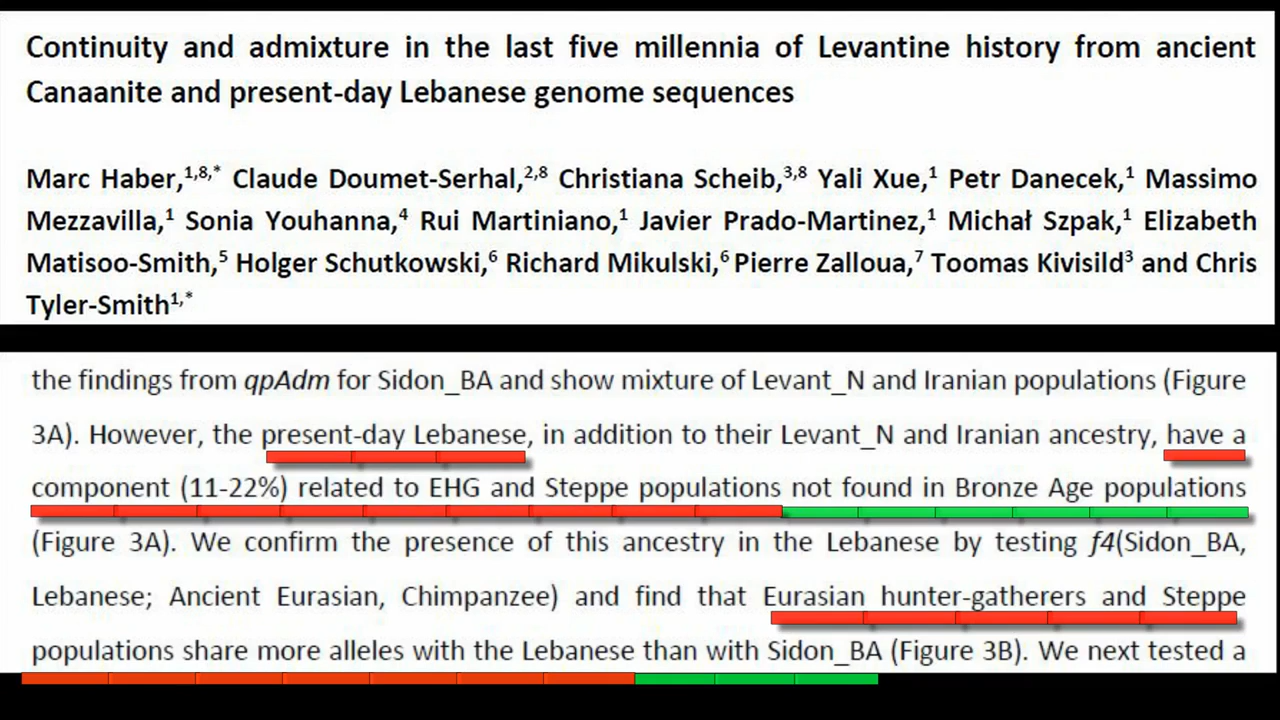 Continuity and admixture in the last five millennia of Levantine history from ancient
Canaanite and present-day Lebanese genome sequences
Marc Haber,1,8,* Claude Doumet-Serhal,2,8 Christiana Scheib,3,8 Yali Xue,1 Petr Danecek,1 Massimo
Mezzavilla,1 Sonia Youhanna,4 Rui Martiniano,1 Javier Prado-Martinez,1 Michał Szpak,1 Elizabeth
Matisoo-Smith,5 Holger Schutkowski,6 Richard Mikulski,6 Pierre Zalloua,7 Toomas Kivisild3 and Chris
Tyler-Smith1,*
the findings from qpAdm for Sidon_BA and show mixture of Levant_N and Iranian populations (Figure
3A). However, the present-day Lebanese, in addition to their Levant_N and Iranian ancestry, have a
component (11-22%) related to EHG and Steppe populations not found in Bronze Age populations
(Figure 3A). We confirm the presence of this ancestry in the Lebanese by testing f4(Sidon_BA,
Lebanese; Ancient Eurasian, Chimpanzee) and find that Eurasian hunter-gatherers and Steppe
populations share more alleles with the Lebanese than with Sidon_BA (Figure 3B). We next tested a